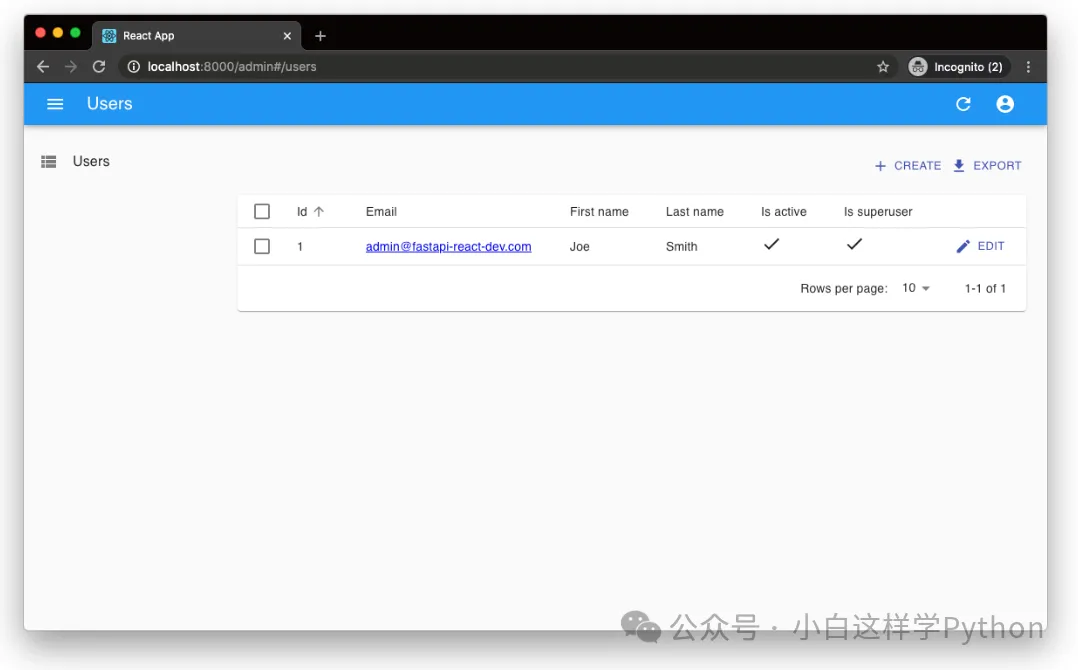 React App
localhost:8000/admin#/users
Incognito (2)
Users
Users
CREATE EXPORT
Id Email First name Last name Is active Is superuser
1 admin@fastapi-react-dev.com Joe Smith EDIT
Rows per page: 10 1-1 of 1
公众号 · 小白这样学Python